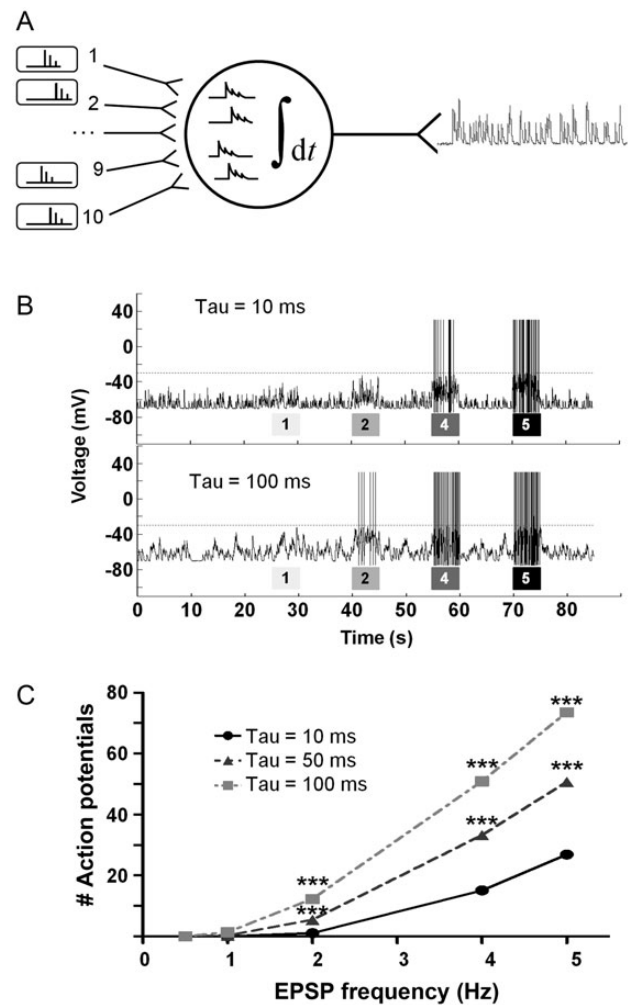 A
1
2
...
9
10
∫dt
B
Tau = 10 ms
40
0
-40
-80
1
2
4
5
Voltage (mV)
Tau = 100 ms
40
0
-40
-80
1
2
4
5
0 10 20 30 40 50 60 70 80
Time (s)
C
80
60
40
20
# Action potentials
Tau = 10 ms
Tau = 50 ms
Tau = 100 ms
***
***
***
***
***
***
0 1 2 3 4 5
EPSP frequency (Hz)